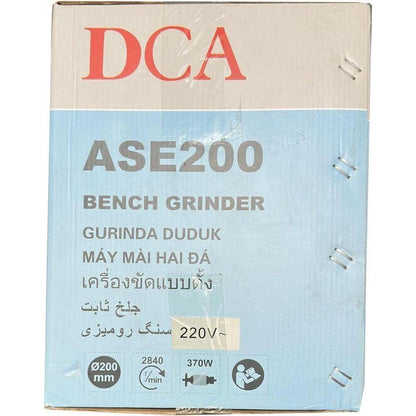 DCA
ASE200
BENCH GRINDER
GURINDA DUDUK
MÁY MÀI HAI ĐÁ
เครื่องขัดแบบตั้ง
جلخ ثابت
سنگ رومیزی
220V~
Ø200 mm
2840 r/min
370W